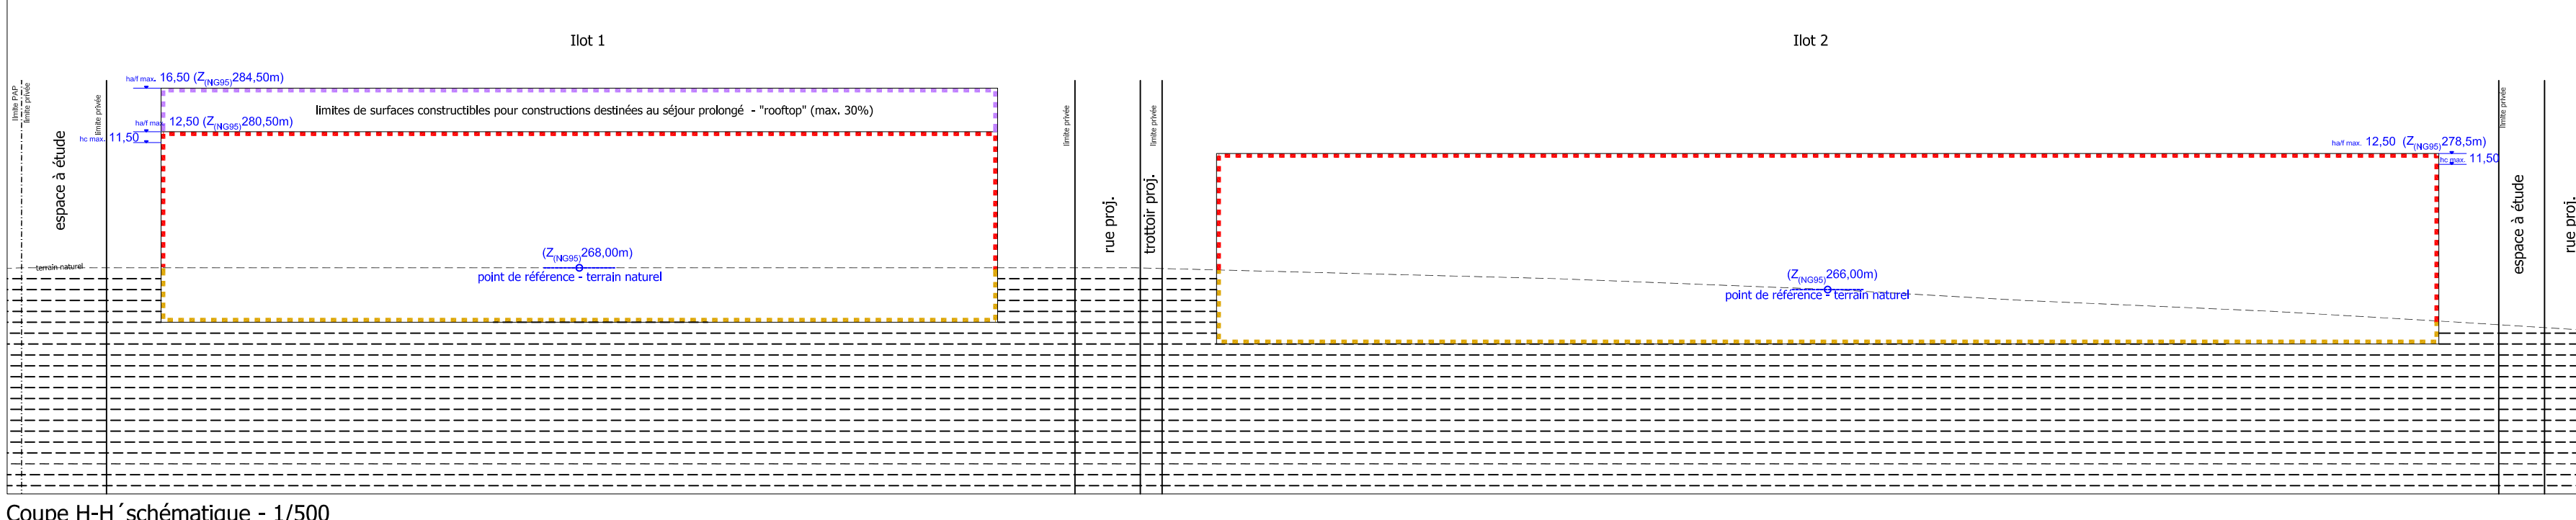 Ilot 1
Ilot 2
limite PAP
limite privée
espace à étude
limite privée
ha/f max. 16,50 (Z(NG95)284,50m)
limites de surfaces constructibles pour constructions destinées au séjour prolongé - "rooftop" (max. 30%)
ha/f max. 12,50 (Z(NG95)280,50m)
hc max. 11,50
terrain naturel
(Z(NG95)268,00m)
point de référence - terrain naturel
limite privée
rue proj.
trottoir proj.
limite privée
ha/f max. 12,50 (Z(NG95)278,5m)
hc max. 11,50
(Z(NG95)266,00m)
point de référence - terrain naturel
limite privée
espace à étude
rue proj.
Coupe H-H´schématique - 1/500